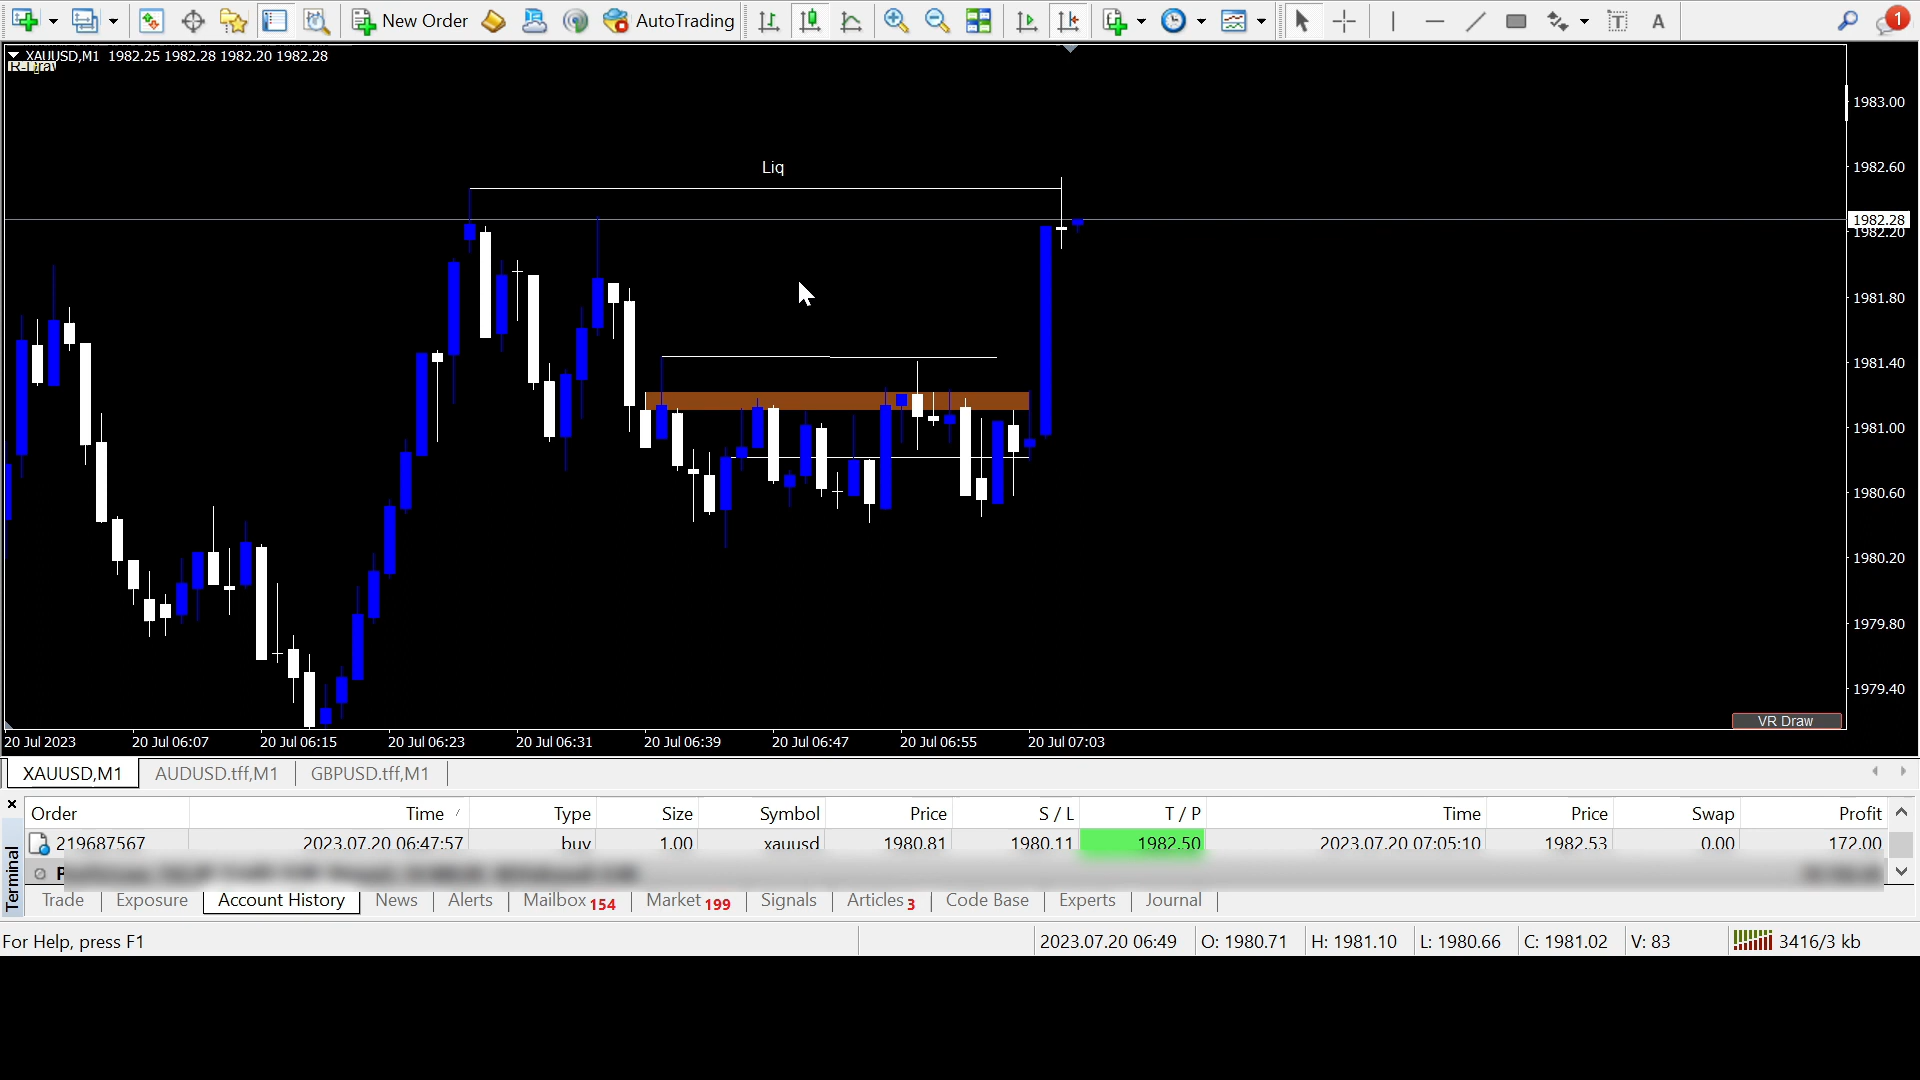 New Order AutoTrading T A 1
XAUUSD,M1 1982.25 1982.28 1982.20 1982.28
1983.00
Liq
1982.60
1982.28
1982.20
1981.80
1981.40
1981.00
1980.60
1980.20
1979.80
1979.40
VR Draw
20 Jul 2023 20 Jul 06:07 20 Jul 06:15 20 Jul 06:23 20 Jul 06:31 20 Jul 06:39 20 Jul 06:47 20 Jul 06:55 20 Jul 07:03
XAUUSD,M1 AUDUSD.tff,M1 GBPUSD.tff,M1
Order Time / Type Size Symbol Price S / L T / P Time Price Swap Profit
219687567 2023.07.20 06:47:57 buy 1.00 xauusd 1980.81 1980.11 1982.50 2023.07.20 07:05:10 1982.53 0.00 172.00
Terminal
Trade Exposure Account History News Alerts Mailbox 154 Market 199 Signals Articles 3 Code Base Experts Journal
For Help, press F1 2023.07.20 06:49 O: 1980.71 H: 1981.10 L: 1980.66 C: 1981.02 V: 83 3416/3 kb